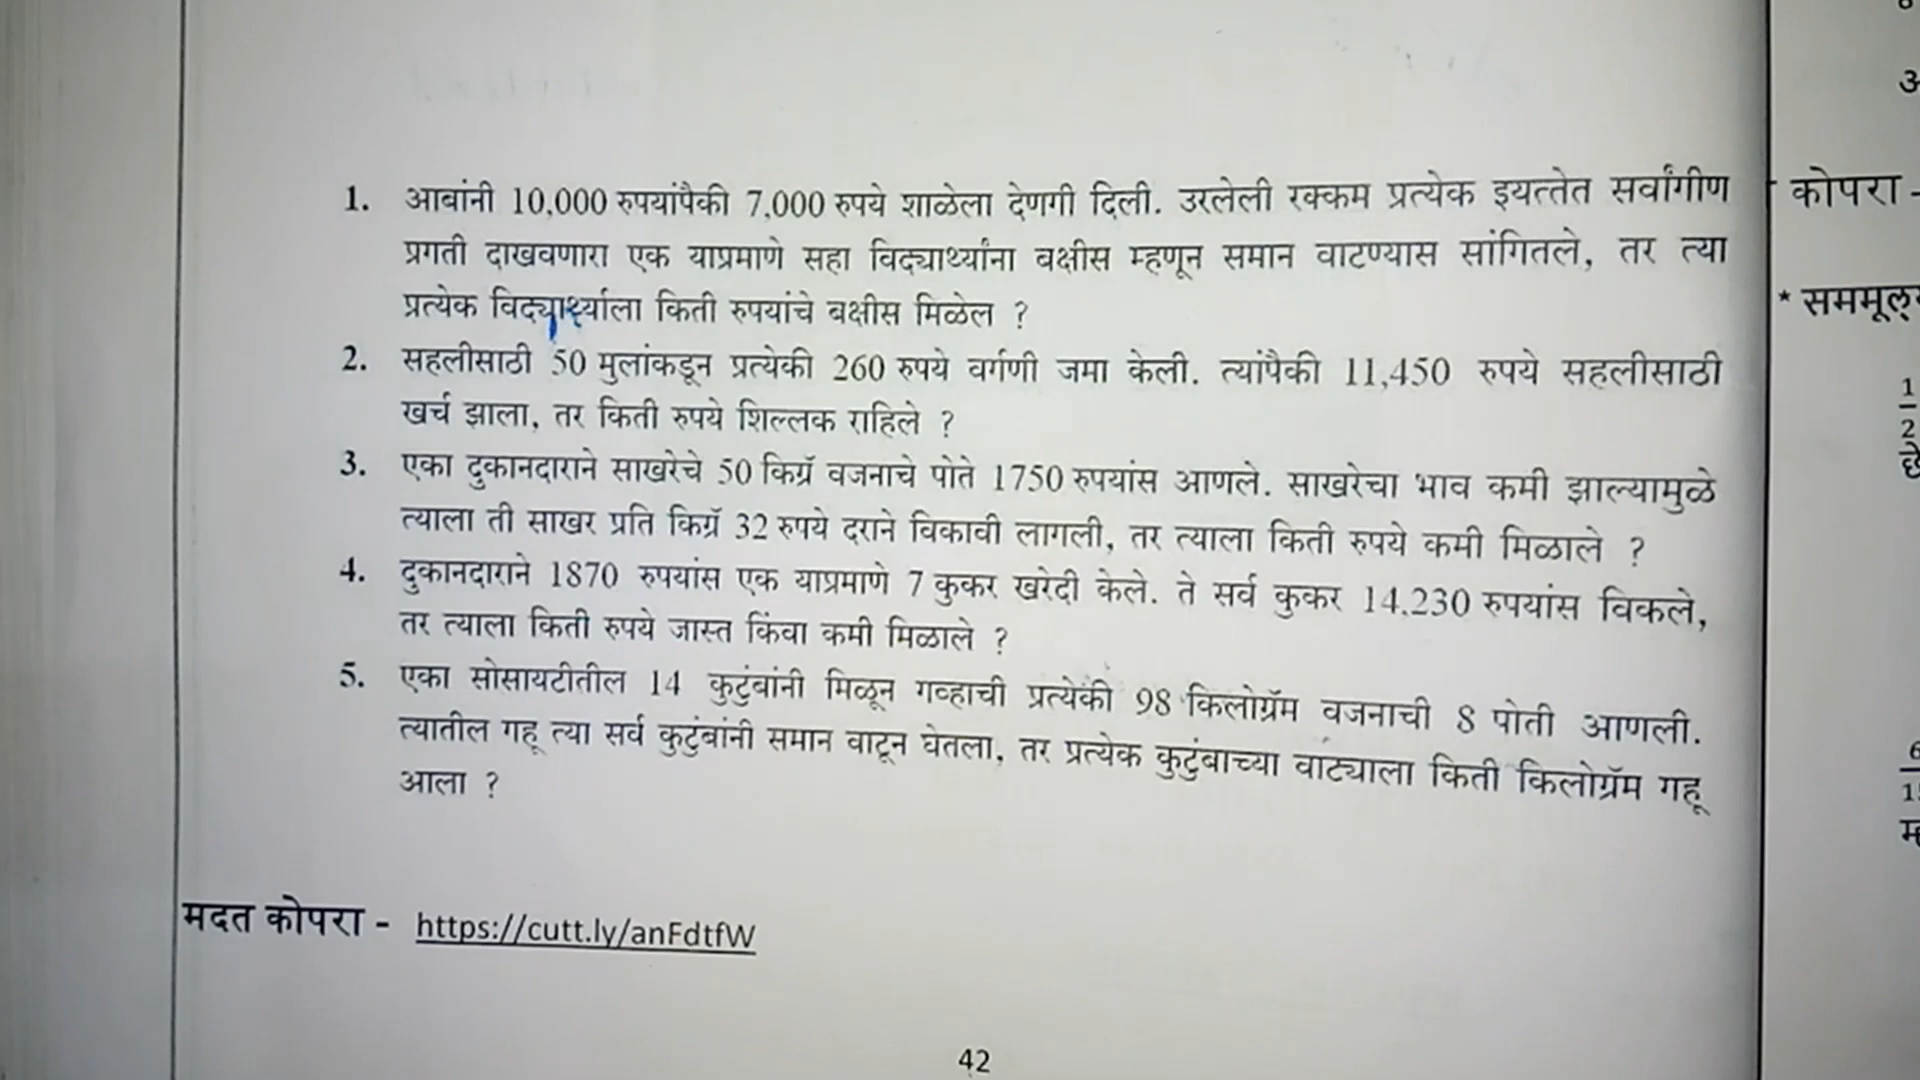 1. आबांनी 10,000 रुपयांपैकी 7,000 रुपये शाळेला देणगी दिली. उरलेली रक्कम प्रत्येक इयत्तेत सर्वांगीण
प्रगती दाखवणारा एक याप्रमाणे सहा विद्यार्थ्यांना बक्षीस म्हणून समान वाटण्यास सांगितले, तर त्या
प्रत्येक विद्यार्थ्याला किती रुपयांचे बक्षीस मिळेल ?
2. सहलीसाठी 50 मुलांकडून प्रत्येकी 260 रुपये वर्गणी जमा केली. त्यांपैकी 11,450 रुपये सहलीसाठी
खर्च झाला, तर किती रुपये शिल्लक राहिले ?
3. एका दुकानदाराने साखरेचे 50 किग्रॅ वजनाचे पोते 1750 रुपयांस आणले. साखरेचा भाव कमी झाल्यामुळे
त्याला ती साखर प्रति किग्रॅ 32 रुपये दराने विकावी लागली, तर त्याला किती रुपये कमी मिळाले ?
4. दुकानदाराने 1870 रुपयांस एक याप्रमाणे 7 कुकर खरेदी केले. ते सर्व कुकर 14,230 रुपयांस विकले,
तर त्याला किती रुपये जास्त किंवा कमी मिळाले ?
5. एका सोसायटीतील 14 कुटुंबांनी मिळून गव्हाची प्रत्येकी 98 किलोग्रॅम वजनाची 8 पोती आणली.
त्यातील गहू त्या सर्व कुटुंबांनी समान वाटून घेतला, तर प्रत्येक कुटुंबाच्या वाट्याला किती किलोग्रॅम गहू
आला ?
मदत कोपरा - https://cutt.ly/anFdtfW
42
कोपरा -
1
2